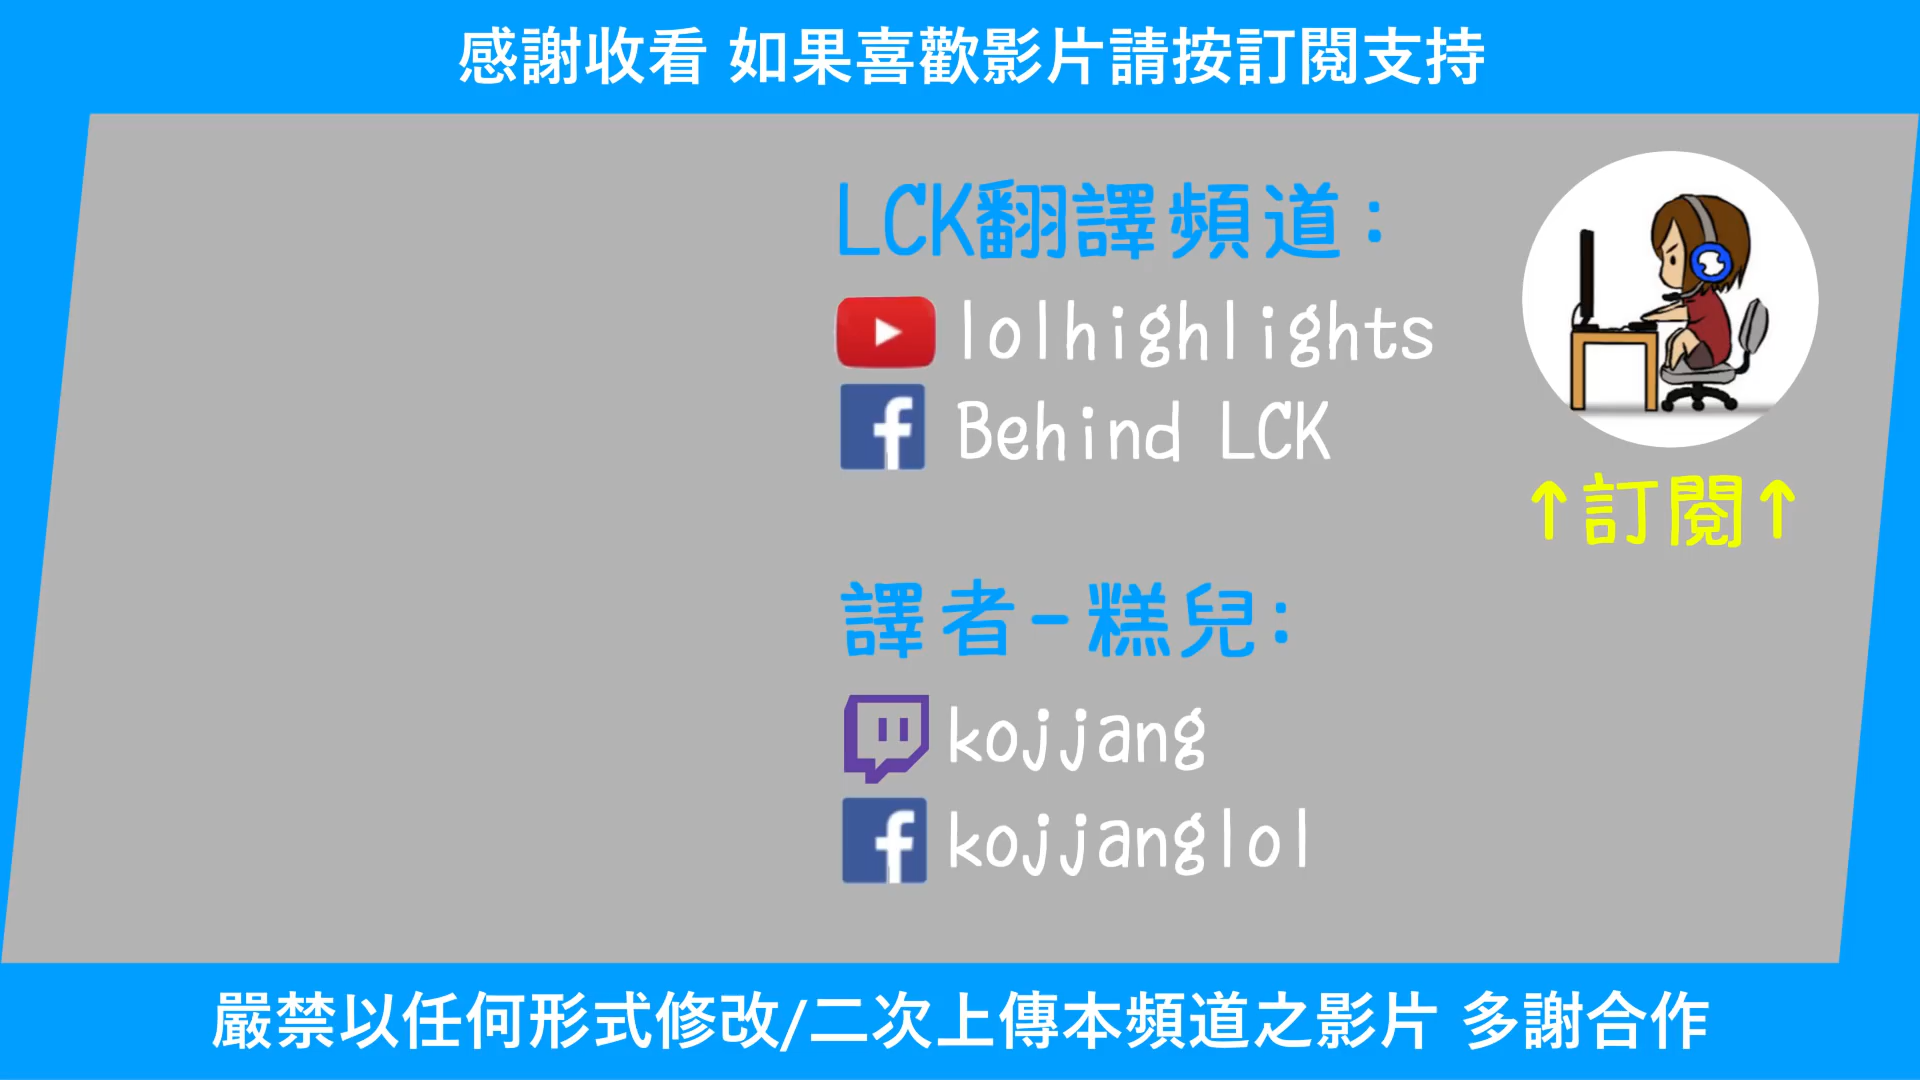 感謝收看 如果喜歡影片請按訂閱支持
LCK翻譯頻道:
lolhighlights
Behind LCK
↑訂閱↑
譯者-糕兒:
kojjang
kojjanglol
嚴禁以任何形式修改/二次上傳本頻道之影片 多謝合作